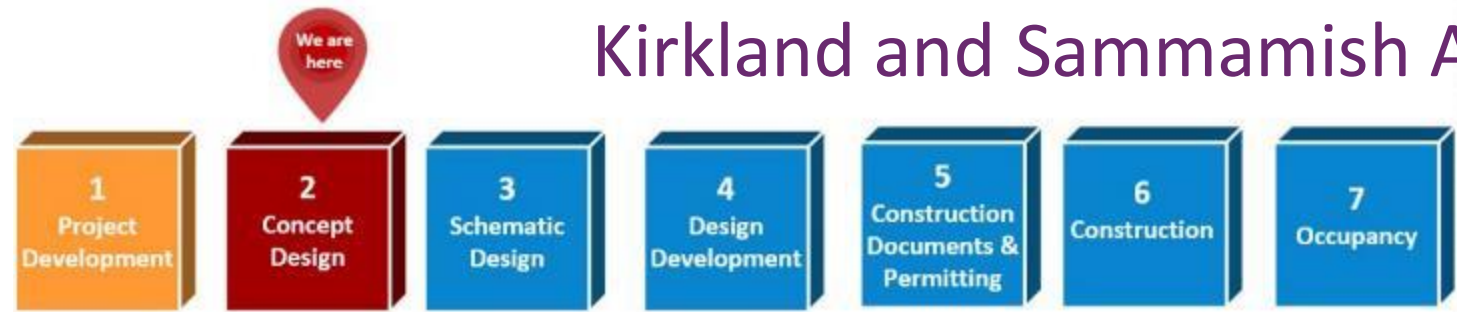 We are
here
Kirkland and Sammamish A
1
Project
Development
2
Concept
Design
3
Schematic
Design
4
Design
Development
5
Construction
Documents &
Permitting
6
Construction
7
Occupancy